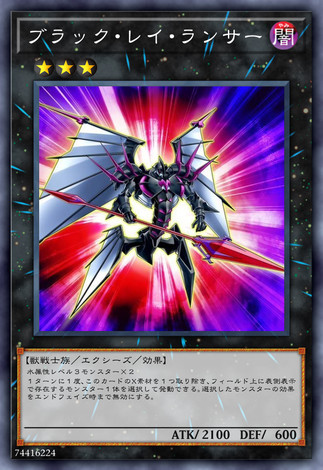 ブラック・レイ・ランサー
闇
やみ
【獣戦士族／エクシーズ／効果】
水属性レベル３モンスター×２
１ターンに１度、このカードのX素材を１つ取り除き、フィールド上に表側表示
で存在するモンスター１体を選択して発動できる。選択したモンスターの効果
をエンドフェイズ時まで無効にする。
ATK/ 2100 DEF/ 600
74416224